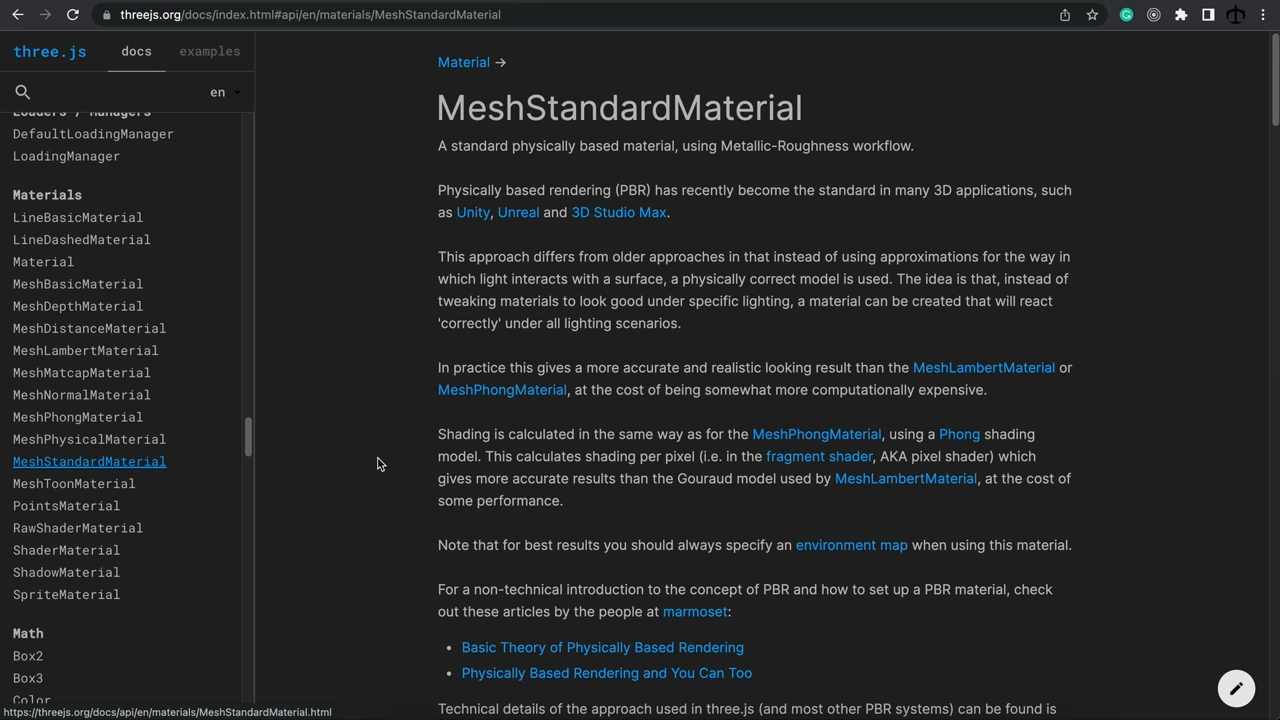 threejs.org/docs/index.html#api/en/materials/MeshStandardMaterial
three.js
docs
examples
en
Loaders / Managers
DefaultLoadingManager
LoadingManager
Materials
LineBasicMaterial
LineDashedMaterial
Material
MeshBasicMaterial
MeshDepthMaterial
MeshDistanceMaterial
MeshLambertMaterial
MeshMatcapMaterial
MeshNormalMaterial
MeshPhongMaterial
MeshPhysicalMaterial
MeshStandardMaterial
MeshToonMaterial
PointsMaterial
RawShaderMaterial
ShaderMaterial
ShadowMaterial
SpriteMaterial
Math
Box2
Box3
Color
https://threejs.org/docs/api/en/materials/MeshStandardMaterial.html
Material →
MeshStandardMaterial
A standard physically based material, using Metallic-Roughness workflow.
Physically based rendering (PBR) has recently become the standard in many 3D applications, such
as Unity, Unreal and 3D Studio Max.
This approach differs from older approaches in that instead of using approximations for the way in
which light interacts with a surface, a physically correct model is used. The idea is that, instead of
tweaking materials to look good under specific lighting, a material can be created that will react
'correctly' under all lighting scenarios.
In practice this gives a more accurate and realistic looking result than the MeshLambertMaterial or
MeshPhongMaterial, at the cost of being somewhat more computationally expensive.
Shading is calculated in the same way as for the MeshPhongMaterial, using a Phong shading
model. This calculates shading per pixel (i.e. in the fragment shader, AKA pixel shader) which
gives more accurate results than the Gouraud model used by MeshLambertMaterial, at the cost of
some performance.
Note that for best results you should always specify an environment map when using this material.
For a non-technical introduction to the concept of PBR and how to set up a PBR material, check
out these articles by the people at marmoset:
• Basic Theory of Physically Based Rendering
• Physically Based Rendering and You Can Too
Technical details of the approach used in three.js (and most other PBR systems) can be found is